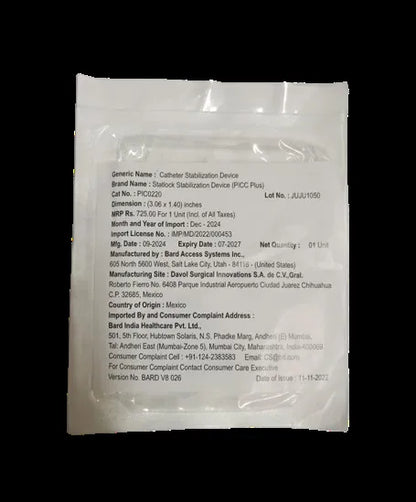 Generic Name : Catheter Stabilization Device
Brand Name : Statlock Stabilization Device (PICC Plus)
Cat No. : PIC0220 Lot No. : JUJU1050
Dimension : (3.06 x 1.40) inches
MRP Rs. 725.00 For 1 Unit (Incl. of All Taxes)
Month and Year of Import : Dec - 2024
Import License No. : IMP/MD/2022/000453
Mfg. Date : 09-2024 Expiry Date : 07-2027 Net Quantity : 01 Unit
Manufactured by : Bard Access Systems Inc.,
605 North 5600 West, Salt Lake City, Utah - 84116 - (United States)
Manufacturing Site : Davol Surgical Innovations S.A. de C.V.,Gral.
Roberto Fierro No. 6408 Parque Industrial Aeropuerto Ciudad Juarez Chihuahua
C.P. 32685, Mexico
Country of Origin : Mexico
Imported By and Consumer Complaint Address :
Bard India Healthcare Pvt. Ltd.,
501, 5th Floor, Hubtown Solaris, N.S. Phadke Marg, Andheri (E) Mumbai,
Tal: Andheri East (Mumbai-Zone 5), Mumbai City, Maharashtra, India-400069
Consumer Complaint Cell : +91-124-2383583 Email:
For Consumer Complaint Contact Consumer Care Executive
Version No. BARD V8 026 Date of Issue : 11-11-2022